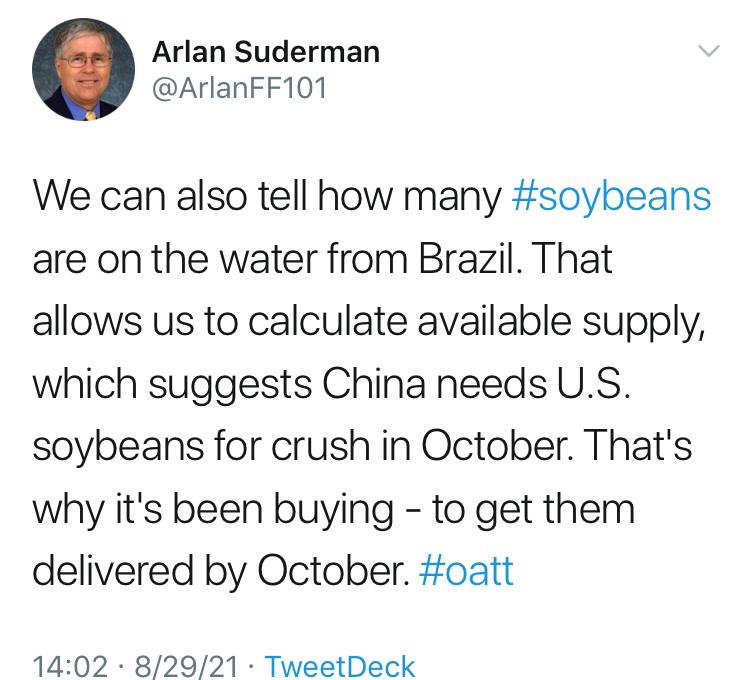 Arlan Suderman
@ArlanFF101
We can also tell how many #soybeans
are on the water from Brazil. That
allows us to calculate available supply,
which suggests China needs U.S.
soybeans for crush in October. That's
why it's been buying - to get them
delivered by October. #oatt
14:02 · 8/29/21 · TweetDeck